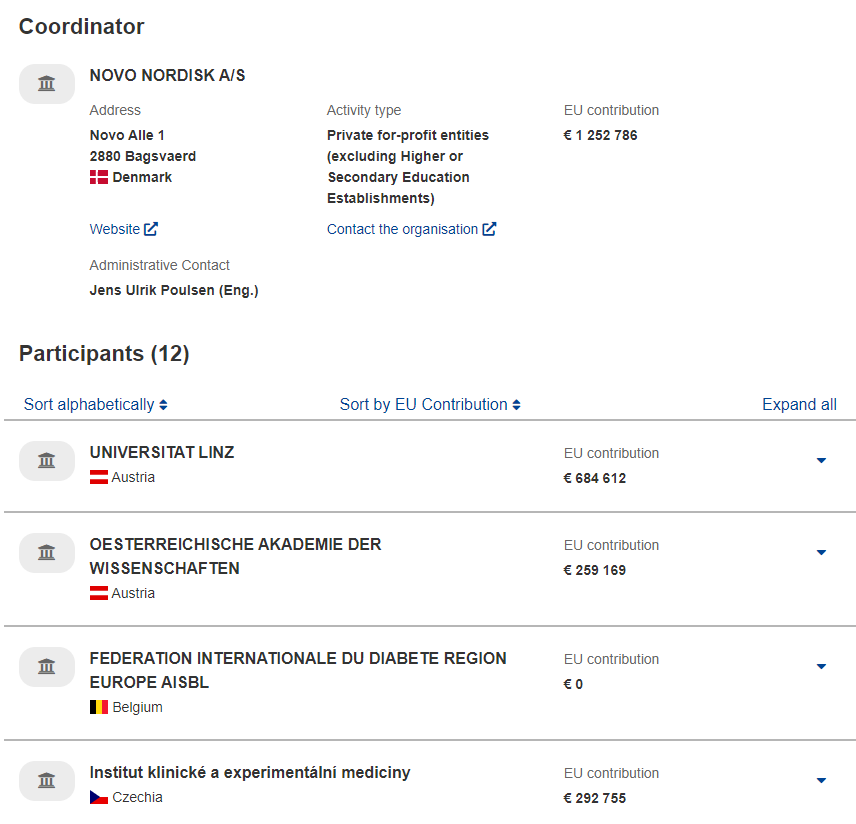 Coordinator
NOVO NORDISK A/S
Address
Novo Alle 1
2880 Bagsvaerd
Denmark
Activity type
Private for-profit entities
(excluding Higher or
Secondary Education
Establishments)
EU contribution
€ 1 252 786
Website
Contact the organisation
Administrative Contact
Jens Ulrik Poulsen (Eng.)
Participants (12)
Sort alphabetically
Sort by EU Contribution
Expand all
UNIVERSITAT LINZ
Austria
EU contribution
€ 684 612
OESTERREICHISCHE AKADEMIE DER
WISSENSCHAFTEN
Austria
EU contribution
€ 259 169
FEDERATION INTERNATIONALE DU DIABETE REGION
EUROPE AISBL
Belgium
EU contribution
€ 0
Institut klinické a experimentální mediciny
Czechia
EU contribution
€ 292 755